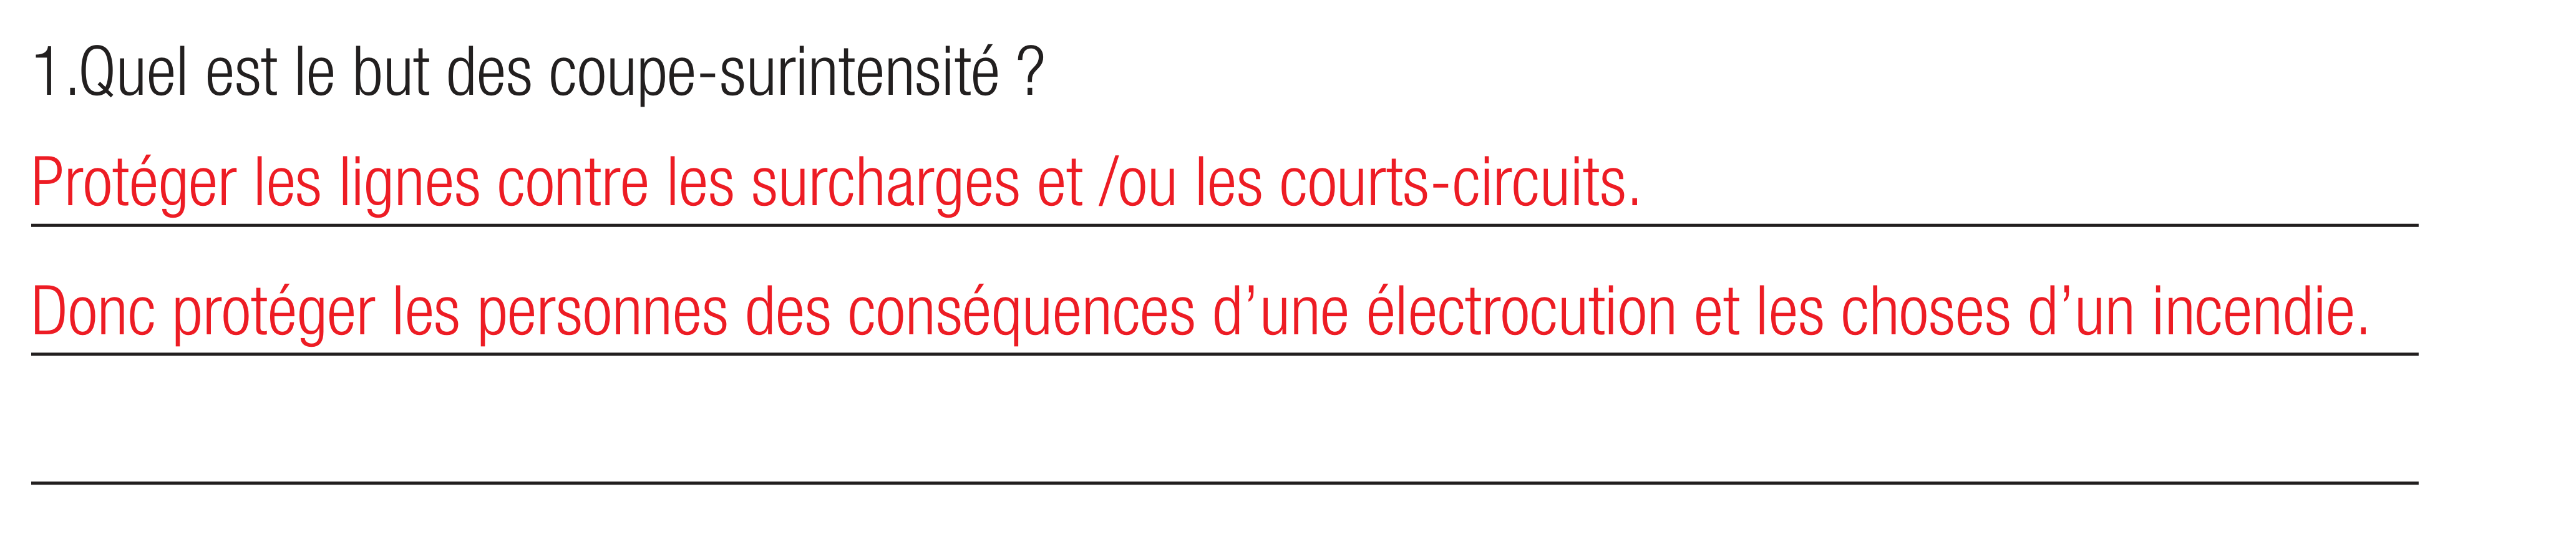 1.Quel est le but des coupe-surintensité ?
Protéger les lignes contre les surcharges et /ou les courts-circuits.
Donc protéger les personnes des conséquences d’une électrocution et les choses d’un incendie.